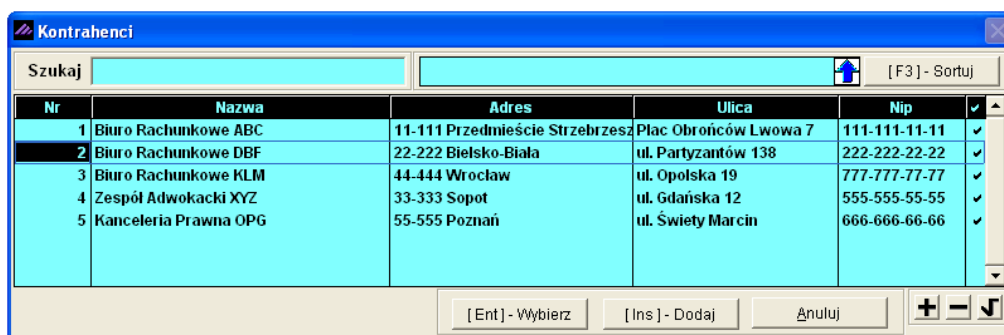 Kontrahenci
Szukaj [F3] - Sortuj
Nr Nazwa Adres Ulica Nip
1 Biuro Rachunkowe ABC 11-111 Przedmieście Strzebrzesz Plac Obrońców Lwowa 7 111-111-11-11
2 Biuro Rachunkowe DBF 22-222 Bielsko-Biała ul. Partyzantów 138 222-222-22-22
3 Biuro Rachunkowe KLM 44-444 Wrocław ul. Opolska 19 777-777-77-77
4 Zespół Adwokacki XYZ 33-333 Sopot ul. Gdańska 12 555-555-55-55
5 Kanceleria Prawna OPG 55-555 Poznań ul. Świety Marcin 666-666-66-66
[Ent] - Wybierz [Ins] - Dodaj Anuluj